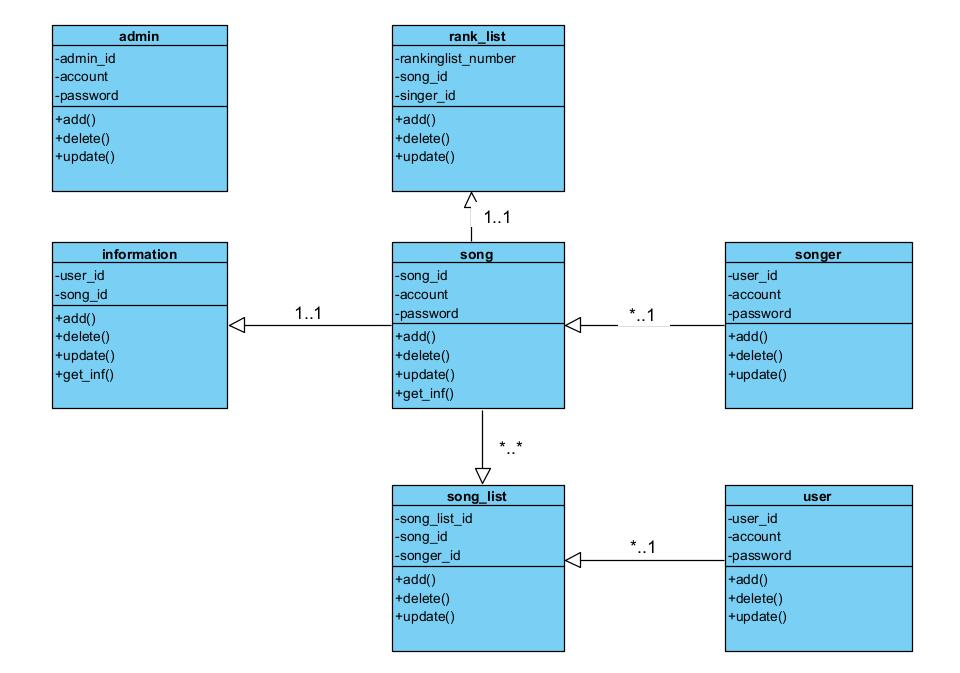 admin
-admin_id
-account
-password
+add()
+delete()
+update()
rank_list
-rankinglist_number
-song_id
-singer_id
+add()
+delete()
+update()
1..1
information
-user_id
-song_id
+add()
+delete()
+update()
+get_inf()
1..1
song
-song_id
-account
-password
+add()
+delete()
+update()
+get_inf()
*..1
songer
-user_id
-account
-password
+add()
+delete()
+update()
*..*
song_list
-song_list_id
-song_id
-songer_id
+add()
+delete()
+update()
*..1
user
-user_id
-account
-password
+add()
+delete()
+update()